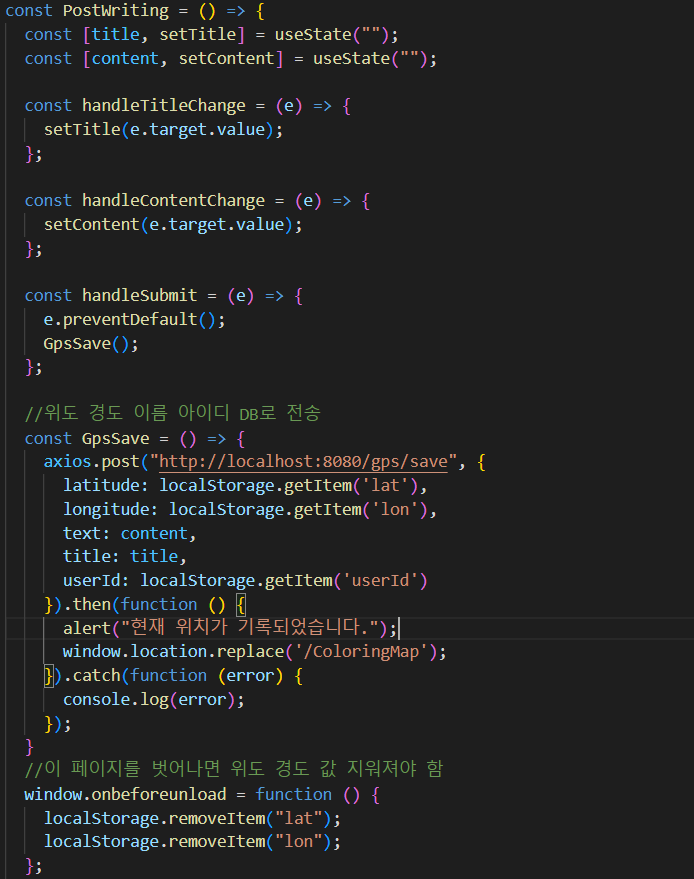 const PostWriting = () => {
  const [title, setTitle] = useState("");
  const [content, setContent] = useState("");

  const handleTitleChange = (e) => {
    setTitle(e.target.value);
  };

  const handleContentChange = (e) => {
    setContent(e.target.value);
  };

  const handleSubmit = (e) => {
    e.preventDefault();
    GpsSave();
  };

  //위도 경도 이름 아이디 DB로 전송
  const GpsSave = () => {
    axios.post("http://localhost:8080/gps/save", {
      latitude: localStorage.getItem('lat'),
      longitude: localStorage.getItem('lon'),
      text: content,
      title: title,
      userId: localStorage.getItem('userId')
    }).then(function () {
      alert("현재 위치가 기록되었습니다.");
      window.location.replace('/ColoringMap');
    }).catch(function (error) {
      console.log(error);
    });
  }
  //이 페이지를 벗어나면 위도 경도 값 지워져야 함
  window.onbeforeunload = function () {
    localStorage.removeItem("lat");
    localStorage.removeItem("lon");
  };